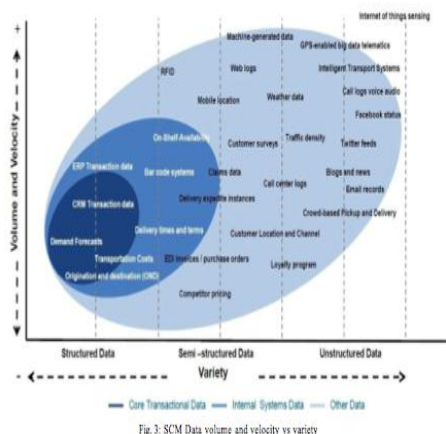 Internet of things sensing
+
Machine-generated data
GPS-enabled big data telematics
RFID
Web logs
Intelligent Transport Systems
Mobile location
Weather data
Call logs voice audio
Facebook status
On-Shelf-Availability
Customer surveys
Traffic density
Twitter feeds
ERP Transaction data
Bar code systems
Claims data
Blogs and news
Call center logs
Email records
CRM Transaction data
Delivery expedite instances
Crowd-based Pickup and Delivery
Delivery times and terms
Customer Location and Channel
Demand Forecasts
Transportation Costs
EDI Invoices / purchase orders
Loyalty program
Origination and destination (OND)
Competitor pricing
Volume and Velocity
Structured Data
Semi -structured Data
Unstructured Data
-
Variety
+
Core Transactional Data
Internal Systems Data
Other Data
Fig. 3: SCM Data volume and velocity vs variety